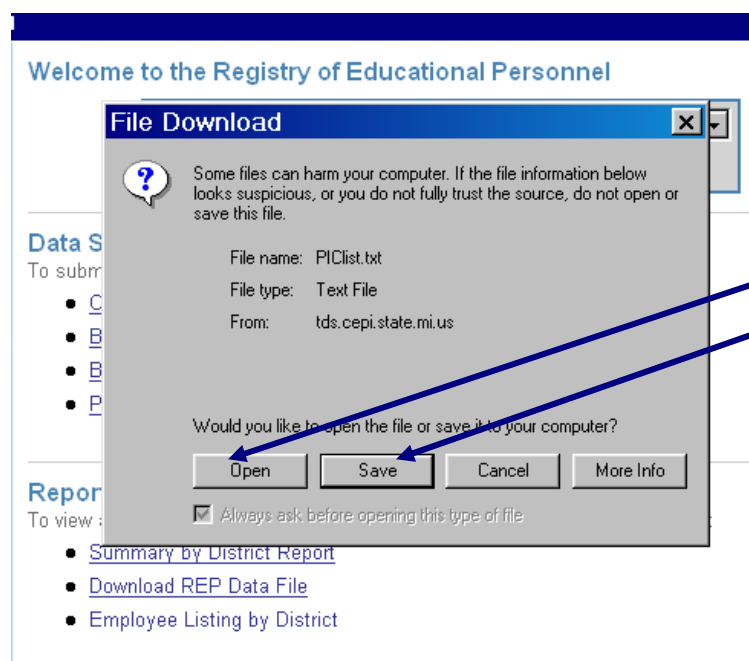 Welcome to the Registry of Educational Personnel
File Download
Some files can harm your computer. If the file information below
looks suspicious, or you do not fully trust the source, do not open or
save this file.
File name: PIClist.txt
File type: Text File
From: tds.cepi.state.mi.us
Would you like to open the file or save it to your computer?
Open Save Cancel More Info
Always ask before opening this type of file
Data S
To subm
C
B
B
P
Repor
To view
Summary by District Report
Download REP Data File
Employee Listing by District